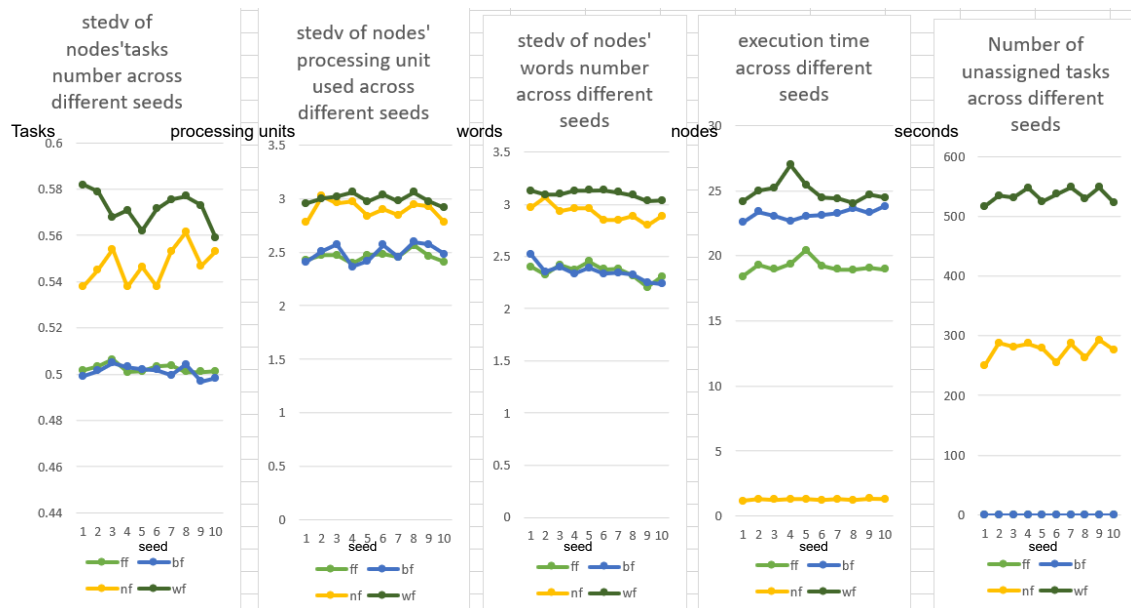 stedv of
nodes'tasks
number across
different seeds
Tasks
0.6
0.58
0.56
0.54
0.52
0.5
0.48
0.46
0.44
1 2 3 4 5 6 7 8 9 10
seed
ff bf
nf wf
stedv of nodes'
processing unit
used across
different seeds
processing units
3.5
3
2.5
2
1.5
1
0.5
0
1 2 3 4 5 6 7 8 9 10
seed
ff bf
nf wf
stedv of nodes'
words number
across different
seeds
words
3.5
3
2.5
2
1.5
1
0.5
0
1 2 3 4 5 6 7 8 9 10
seed
ff bf
nf wf
execution time
across different
seeds
nodes
30
25
20
15
10
5
0
1 2 3 4 5 6 7 8 9 10
seed
ff bf
nf wf
Number of
unassigned tasks
across different
seeds
seconds
600
500
400
300
200
100
0
1 2 3 4 5 6 7 8 9 10
seed
ff bf
nf wf